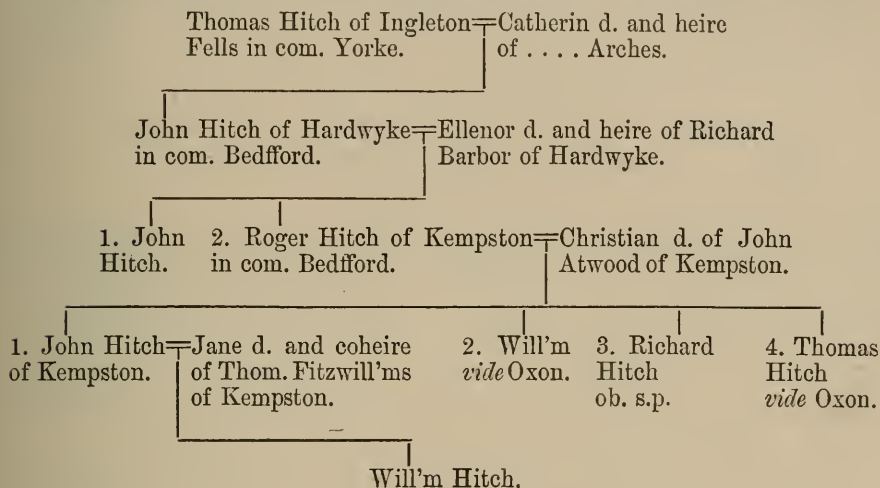 Thomas Hitch of Ingleton=Catherin d. and heire
Fells in com. Yorke. of . . . . Arches.
John Hitch of Hardwyke=Ellenor d. and heire of Richard
in com. Bedfford. Barbor of Hardwyke.
1. John 2. Roger Hitch of Kempston=Christian d. of John
Hitch. in com. Bedfford. Atwood of Kempston.
1. John Hitch=Jane d. and coheire 2. Will'm 3. Richard 4. Thomas
of Kempston. of Thom. Fitzwill'ms vide Oxon. Hitch Hitch
of Kempston. ob. s.p. vide Oxon.
Will'm Hitch.